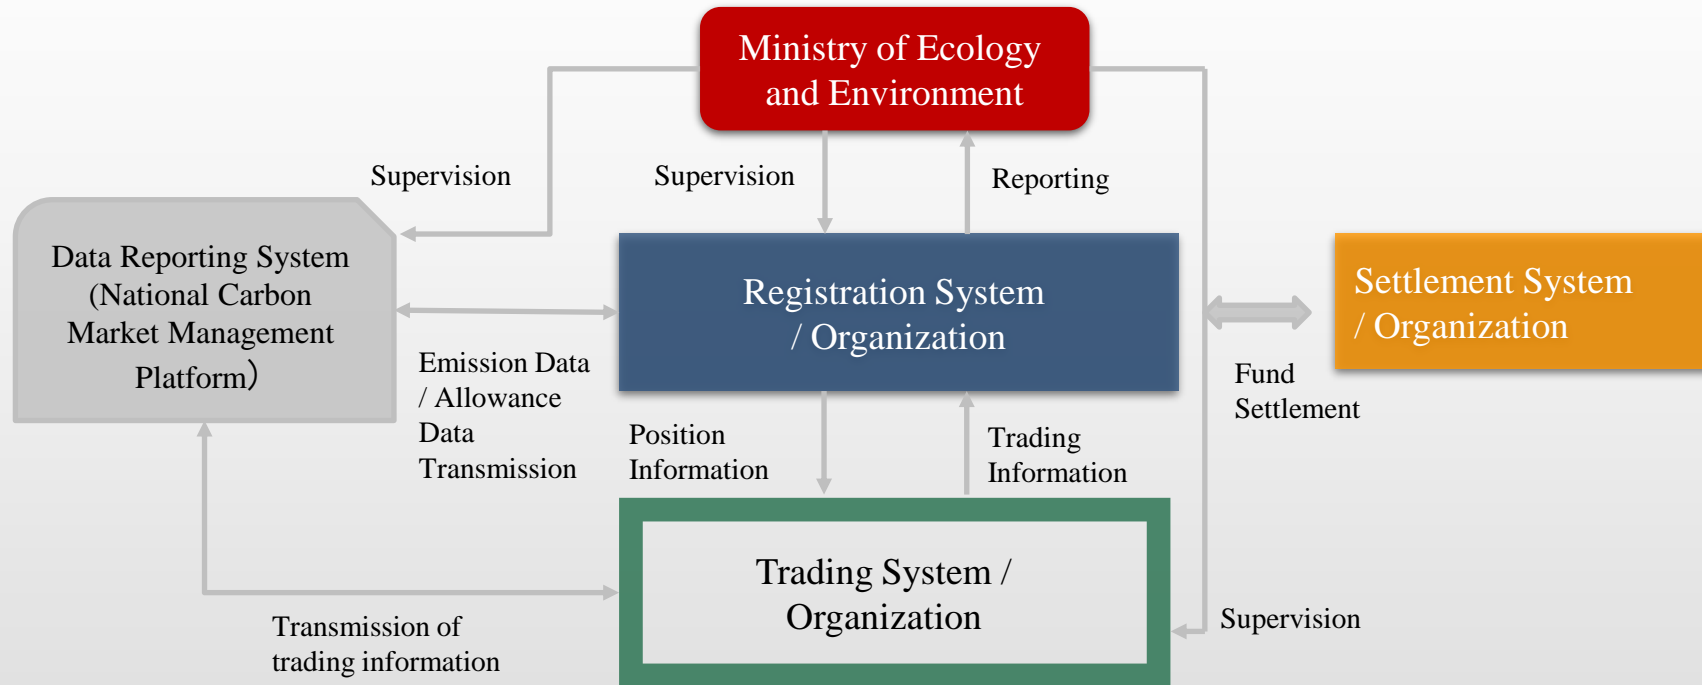 Ministry of Ecology
and Environment
Supervision
Supervision
Reporting
Data Reporting System
(National Carbon
Market Management
Platform）
Registration System
/ Organization
Settlement System
/ Organization
Emission Data
/ Allowance
Data
Transmission
Fund
Settlement
Position
Information
Trading
Information
Trading System /
Organization
Supervision
Transmission of
trading information